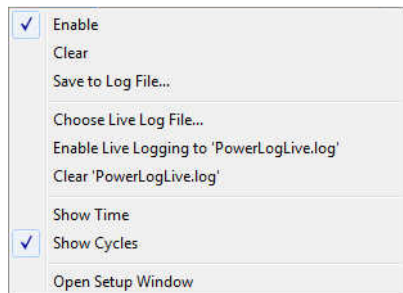 Enable
Clear
Save to Log File...
Choose Live Log File...
Enable Live Logging to 'PowerLogLive.log'
Clear 'PowerLogLive.log'
Show Time
Show Cycles
Open Setup Window